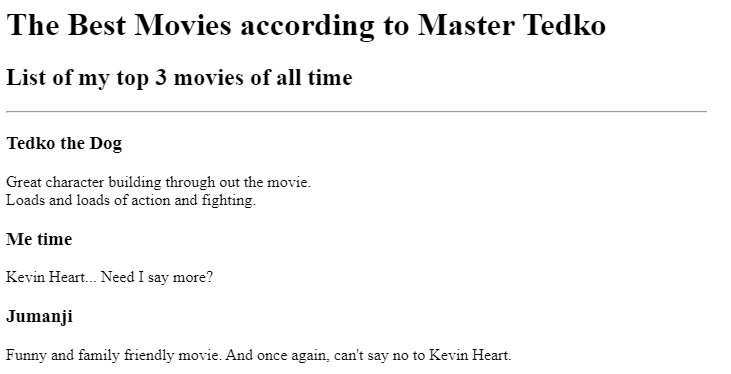 The Best Movies according to Master Tedko
List of my top 3 movies of all time
Tedko the Dog
Great character building through out the movie.
Loads and loads of action and fighting.
Me time
Kevin Heart... Need I say more?
Jumanji
Funny and family friendly movie. And once again, can't say no to Kevin Heart.